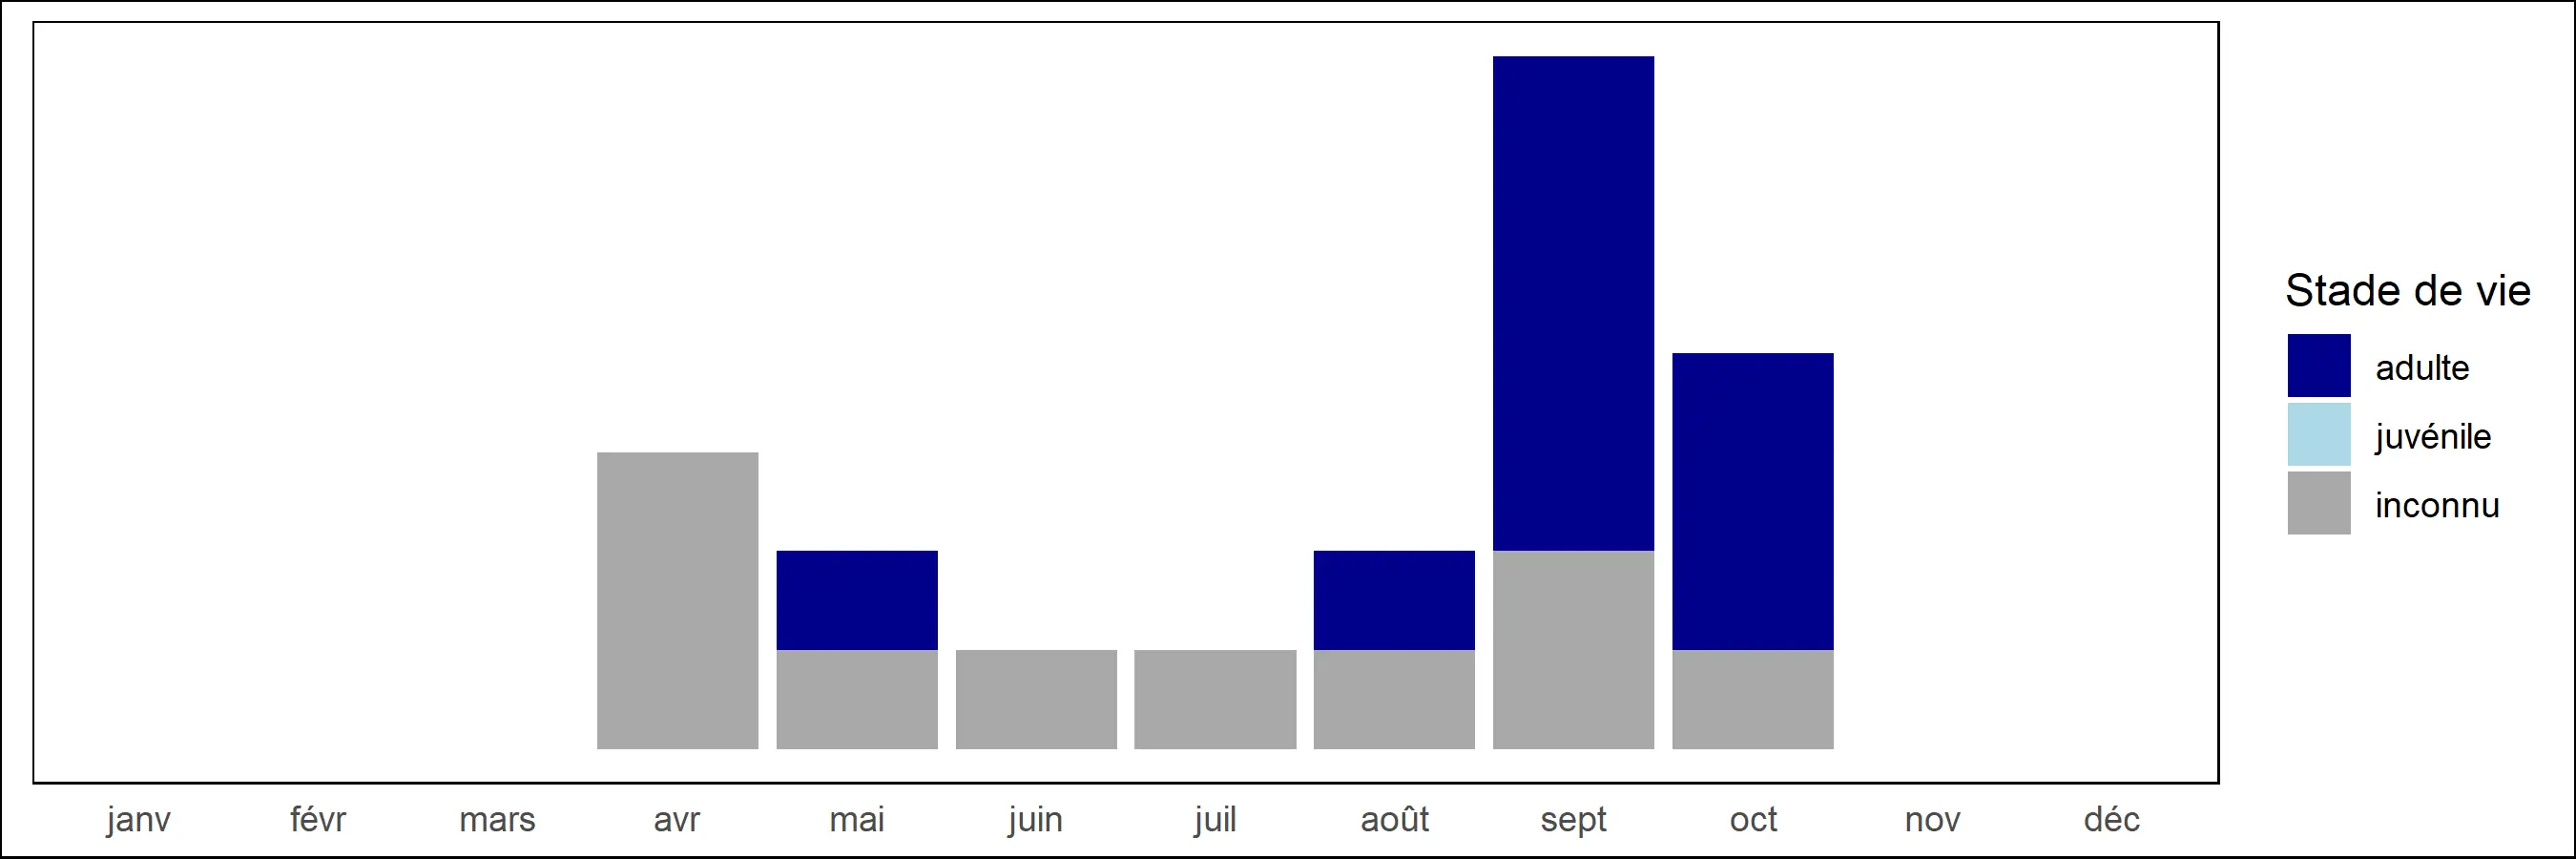 Stade de vie
adulte
juvénile
inconnu
janv févr mars avr mai juin juil août sept oct nov déc